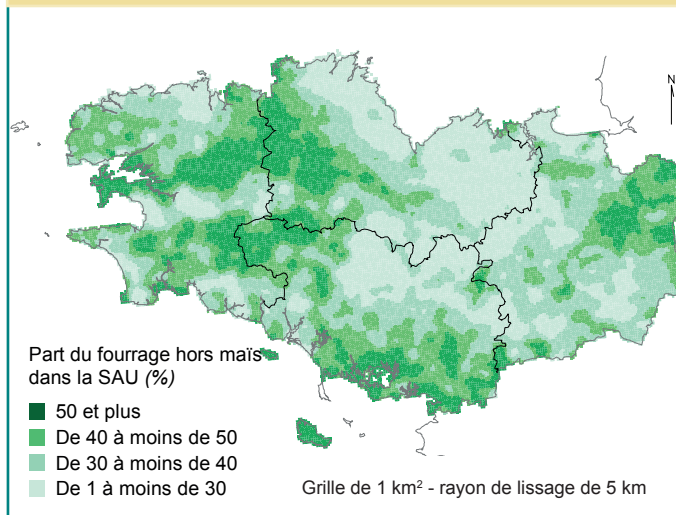 N
Part du fourrage hors maïs
dans la SAU (%)
50 et plus
De 40 à moins de 50
De 30 à moins de 40
De 1 à moins de 30
Grille de 1 km² - rayon de lissage de 5 km